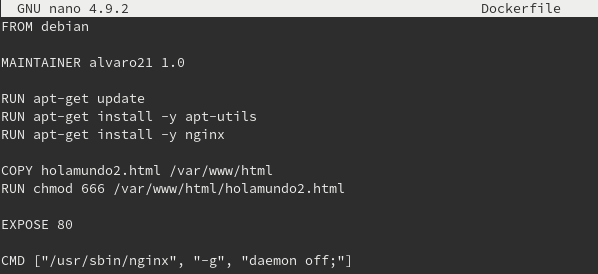 GNU nano 4.9.2 Dockerfile
FROM debian
MAINTAINER alvaro21 1.0
RUN apt-get update
RUN apt-get install -y apt-utils
RUN apt-get install -y nginx
COPY holamundo2.html /var/www/html
RUN chmod 666 /var/www/html/holamundo2.html
EXPOSE 80
CMD ["/usr/sbin/nginx", "-g", "daemon off;"]